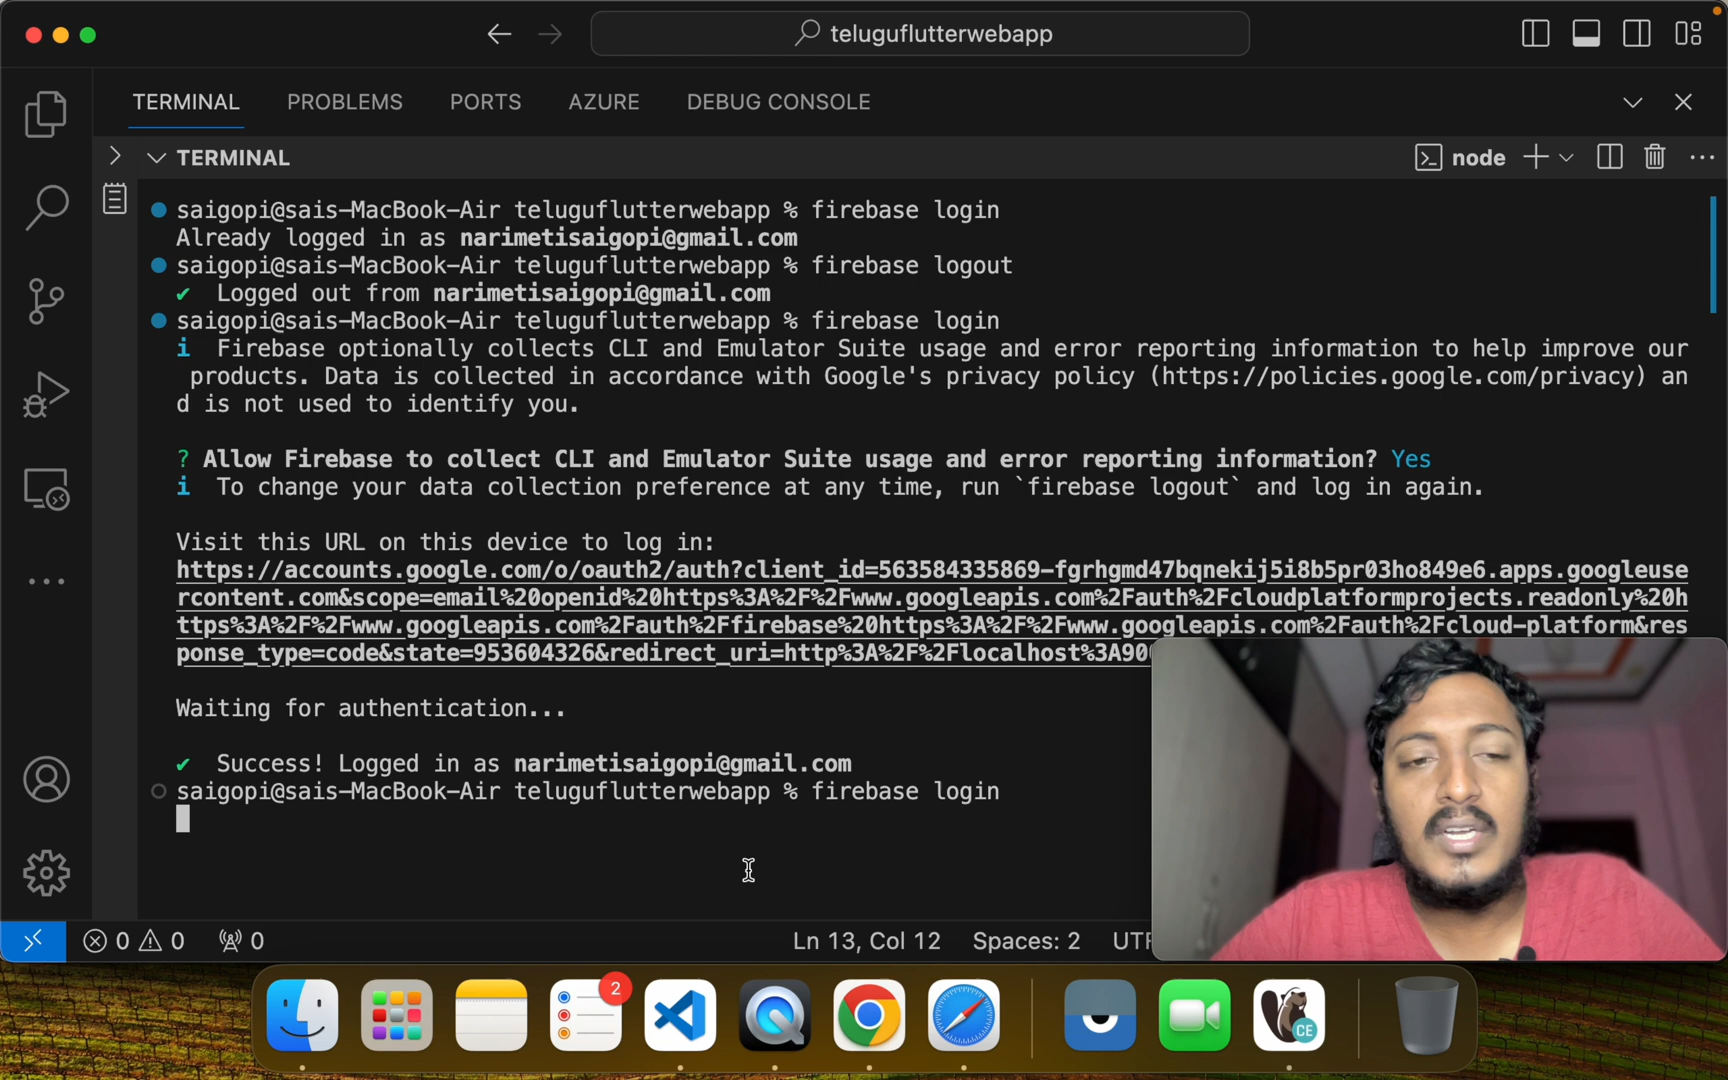 teluguflutterwebapp
TERMINAL PROBLEMS PORTS AZURE DEBUG CONSOLE
TERMINAL node
saigopi@sais-MacBook-Air teluguflutterwebapp % firebase login
Already logged in as narimetisaigopi@gmail.com
saigopi@sais-MacBook-Air teluguflutterwebapp % firebase logout
✔ Logged out from narimetisaigopi@gmail.com
saigopi@sais-MacBook-Air teluguflutterwebapp % firebase login
i Firebase optionally collects CLI and Emulator Suite usage and error reporting information to help improve our
products. Data is collected in accordance with Google's privacy policy (https://policies.google.com/privacy) an
d is not used to identify you.
? Allow Firebase to collect CLI and Emulator Suite usage and error reporting information? Yes
i To change your data collection preference at any time, run `firebase logout` and log in again.
Visit this URL on this device to log in:
https://accounts.google.com/o/oauth2/auth?client_id=563584335869-fgrhgmd47bqnekij5i8b5pr03ho849e6.apps.googleuse
rcontent.com&scope=email%20openid%20https%3A%2F%2Fwww.googleapis.com%2Fauth%2Fcloudplatformprojects.readonly%20h
ttps%3A%2F%2Fwww.googleapis.com%2Fauth%2Ffirebase%20https%3A%2F%2Fwww.googleapis.com%2Fauth%2Fcloud-platform&res
ponse_type=code&state=953604326&redirect_uri=http%3A%2F%2Flocalhost%3A90
Waiting for authentication...
✔ Success! Logged in as narimetisaigopi@gmail.com
saigopi@sais-MacBook-Air teluguflutterwebapp % firebase login
0 0 0 Ln 13, Col 12 Spaces: 2 UTF
2
CE